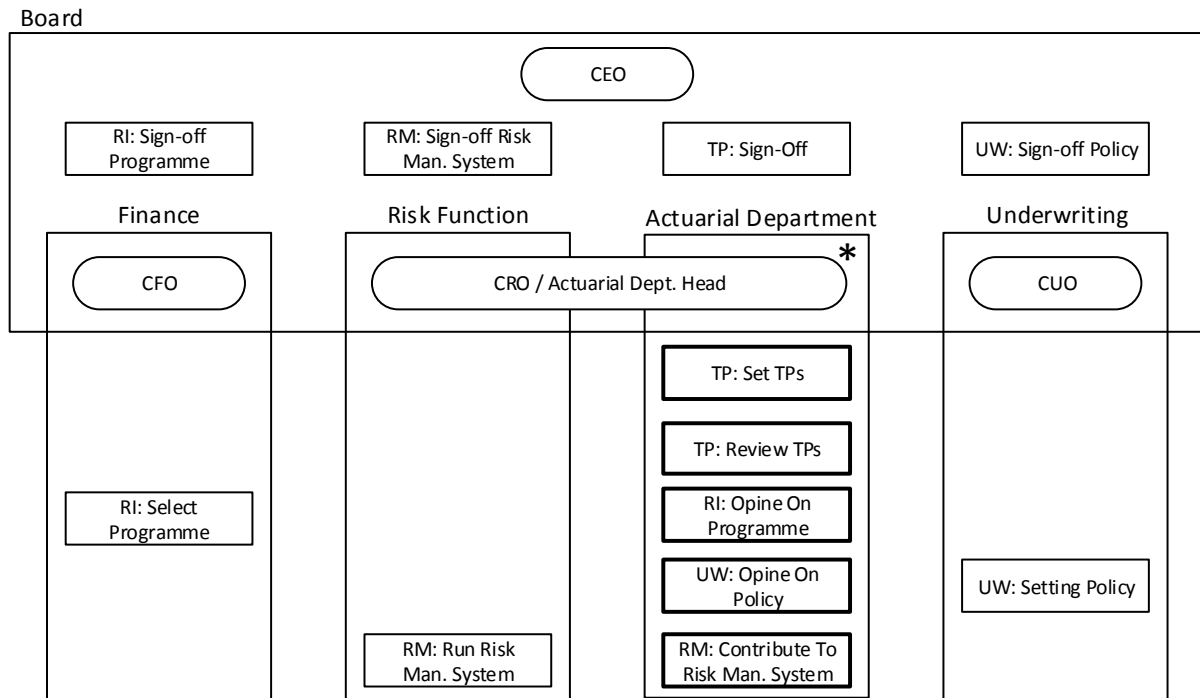 Board
CEO
RI: Sign-off
Programme
RM: Sign-off Risk
Man. System
TP: Sign-Off
UW: Sign-off Policy
Finance
Risk Function
Actuarial Department
Underwriting
CFO
CRO / Actuarial Dept. Head
*
CUO
TP: Set TPs
TP: Review TPs
RI: Select
Programme
RI: Opine On
Programme
UW: Opine On
Policy
UW: Setting Policy
RM: Run Risk
Man. System
RM: Contribute To
Risk Man. System